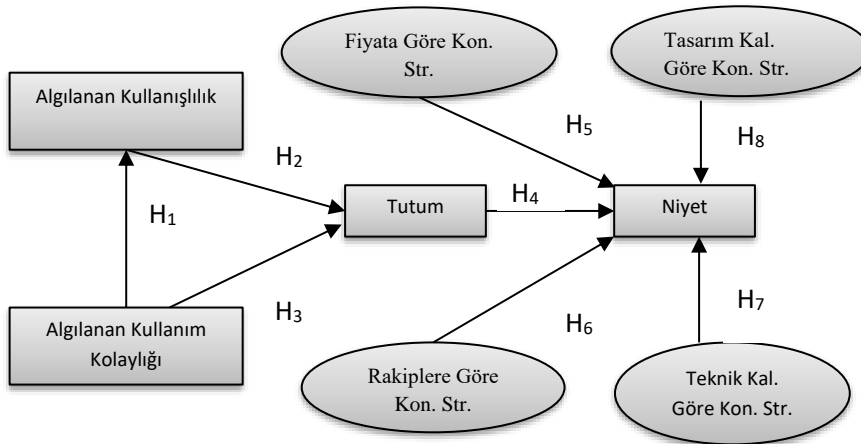 Fiyata Göre Kon.
Str.
Tasarım Kal.
Göre Kon. Str.
Algılanan Kullanışlılık
H5
H8
H2
H1
Tutum
H4
Niyet
H3
H6
H7
Algılanan Kullanım
Kolaylığı
Rakiplere Göre
Kon. Str.
Teknik Kal.
Göre Kon. Str.